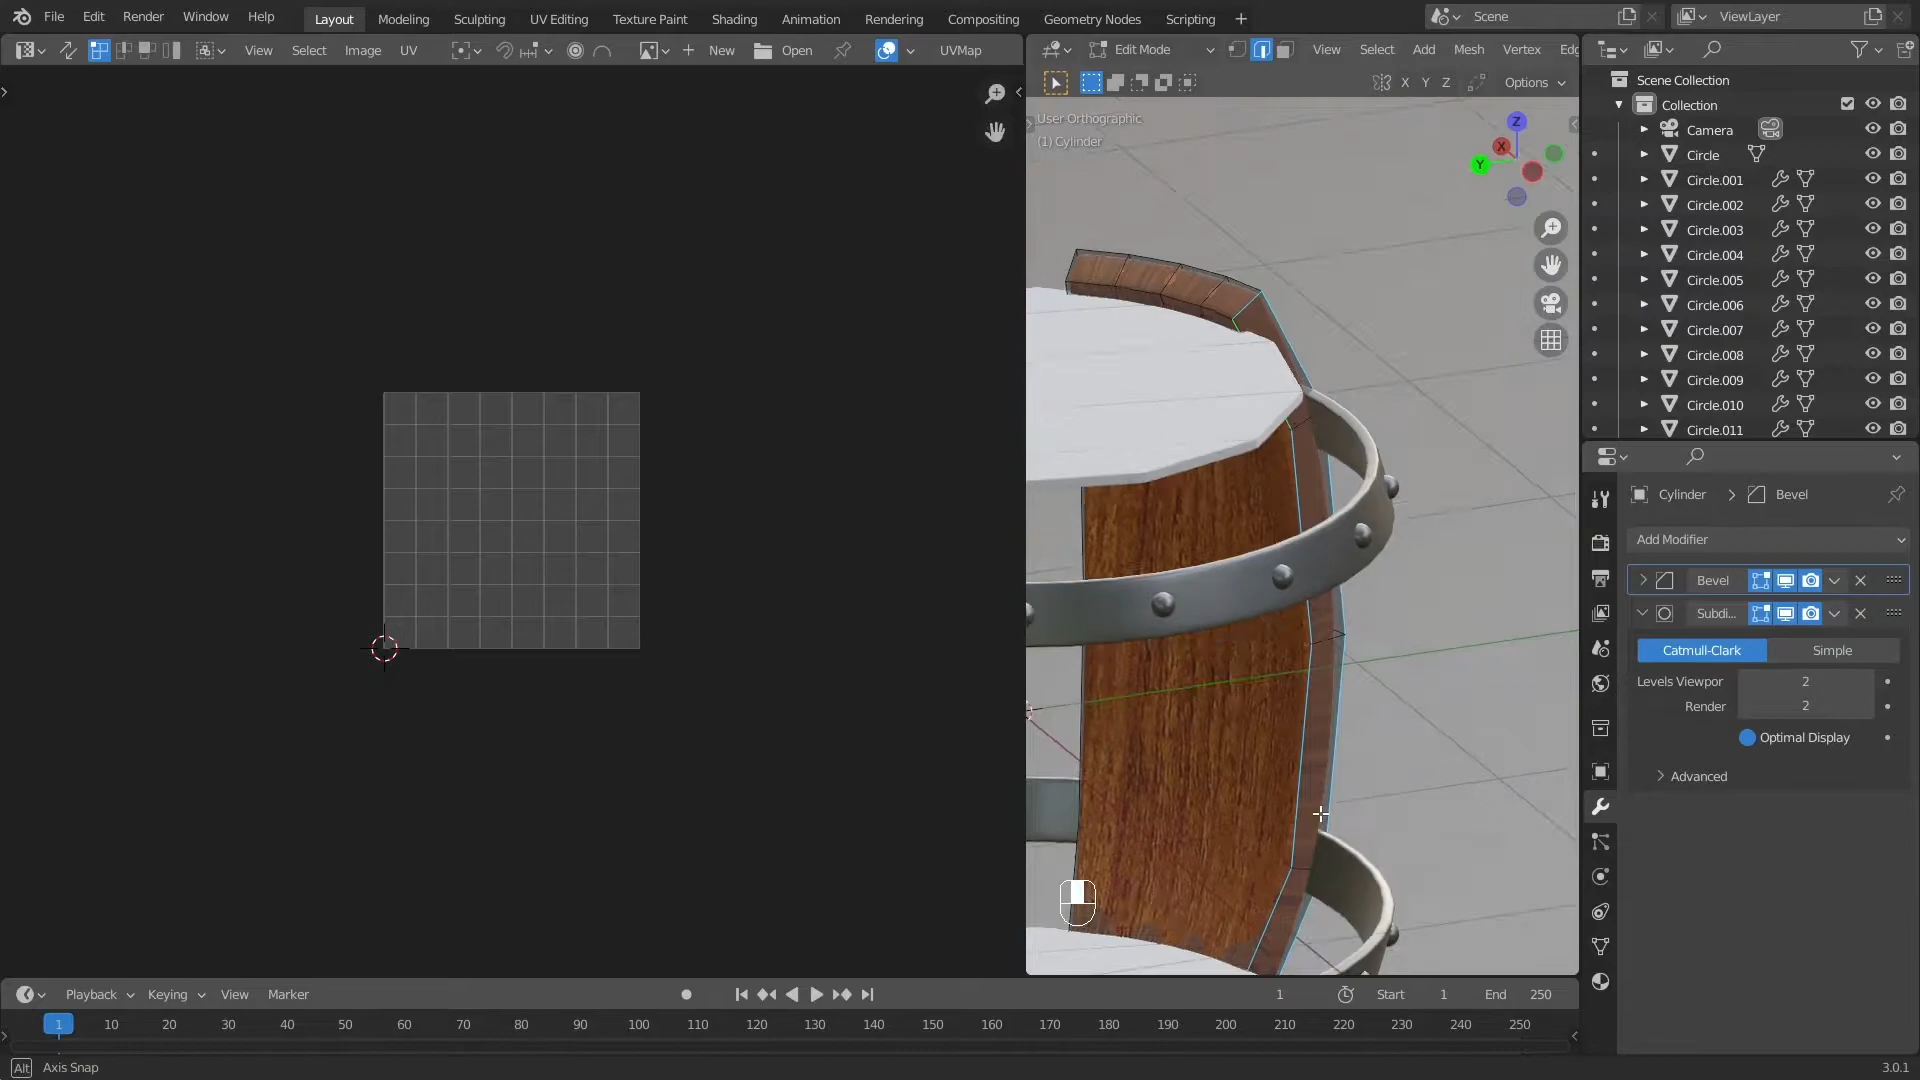 File Edit Render Window Help Layout Modeling Sculpting UV Editing Texture Paint Shading Animation Rendering Compositing Geometry Nodes Scripting + Scene ViewLayer
View Select Image UV New Open UVMap
Edit Mode View Select Add Mesh Vertex Edg
X Y Z Options
User Orthographic
(1) Cylinder
Z
X
Y
Scene Collection
Collection
Camera
Circle
Circle.001
Circle.002
Circle.003
Circle.004
Circle.005
Circle.006
Circle.007
Circle.008
Circle.009
Circle.010
Circle.011
Cylinder > Bevel
Add Modifier
Bevel
Subdi...
Catmull-Clark Simple
Levels Viewpor 2
Render 2
Optimal Display
Advanced
Playback Keying View Marker 1 Start 1 End 250
1 10 20 30 40 50 60 70 80 90 100 110 120 130 140 150 160 170 180 190 200 210 220 230 240 250
Alt Axis Snap 3.0.1